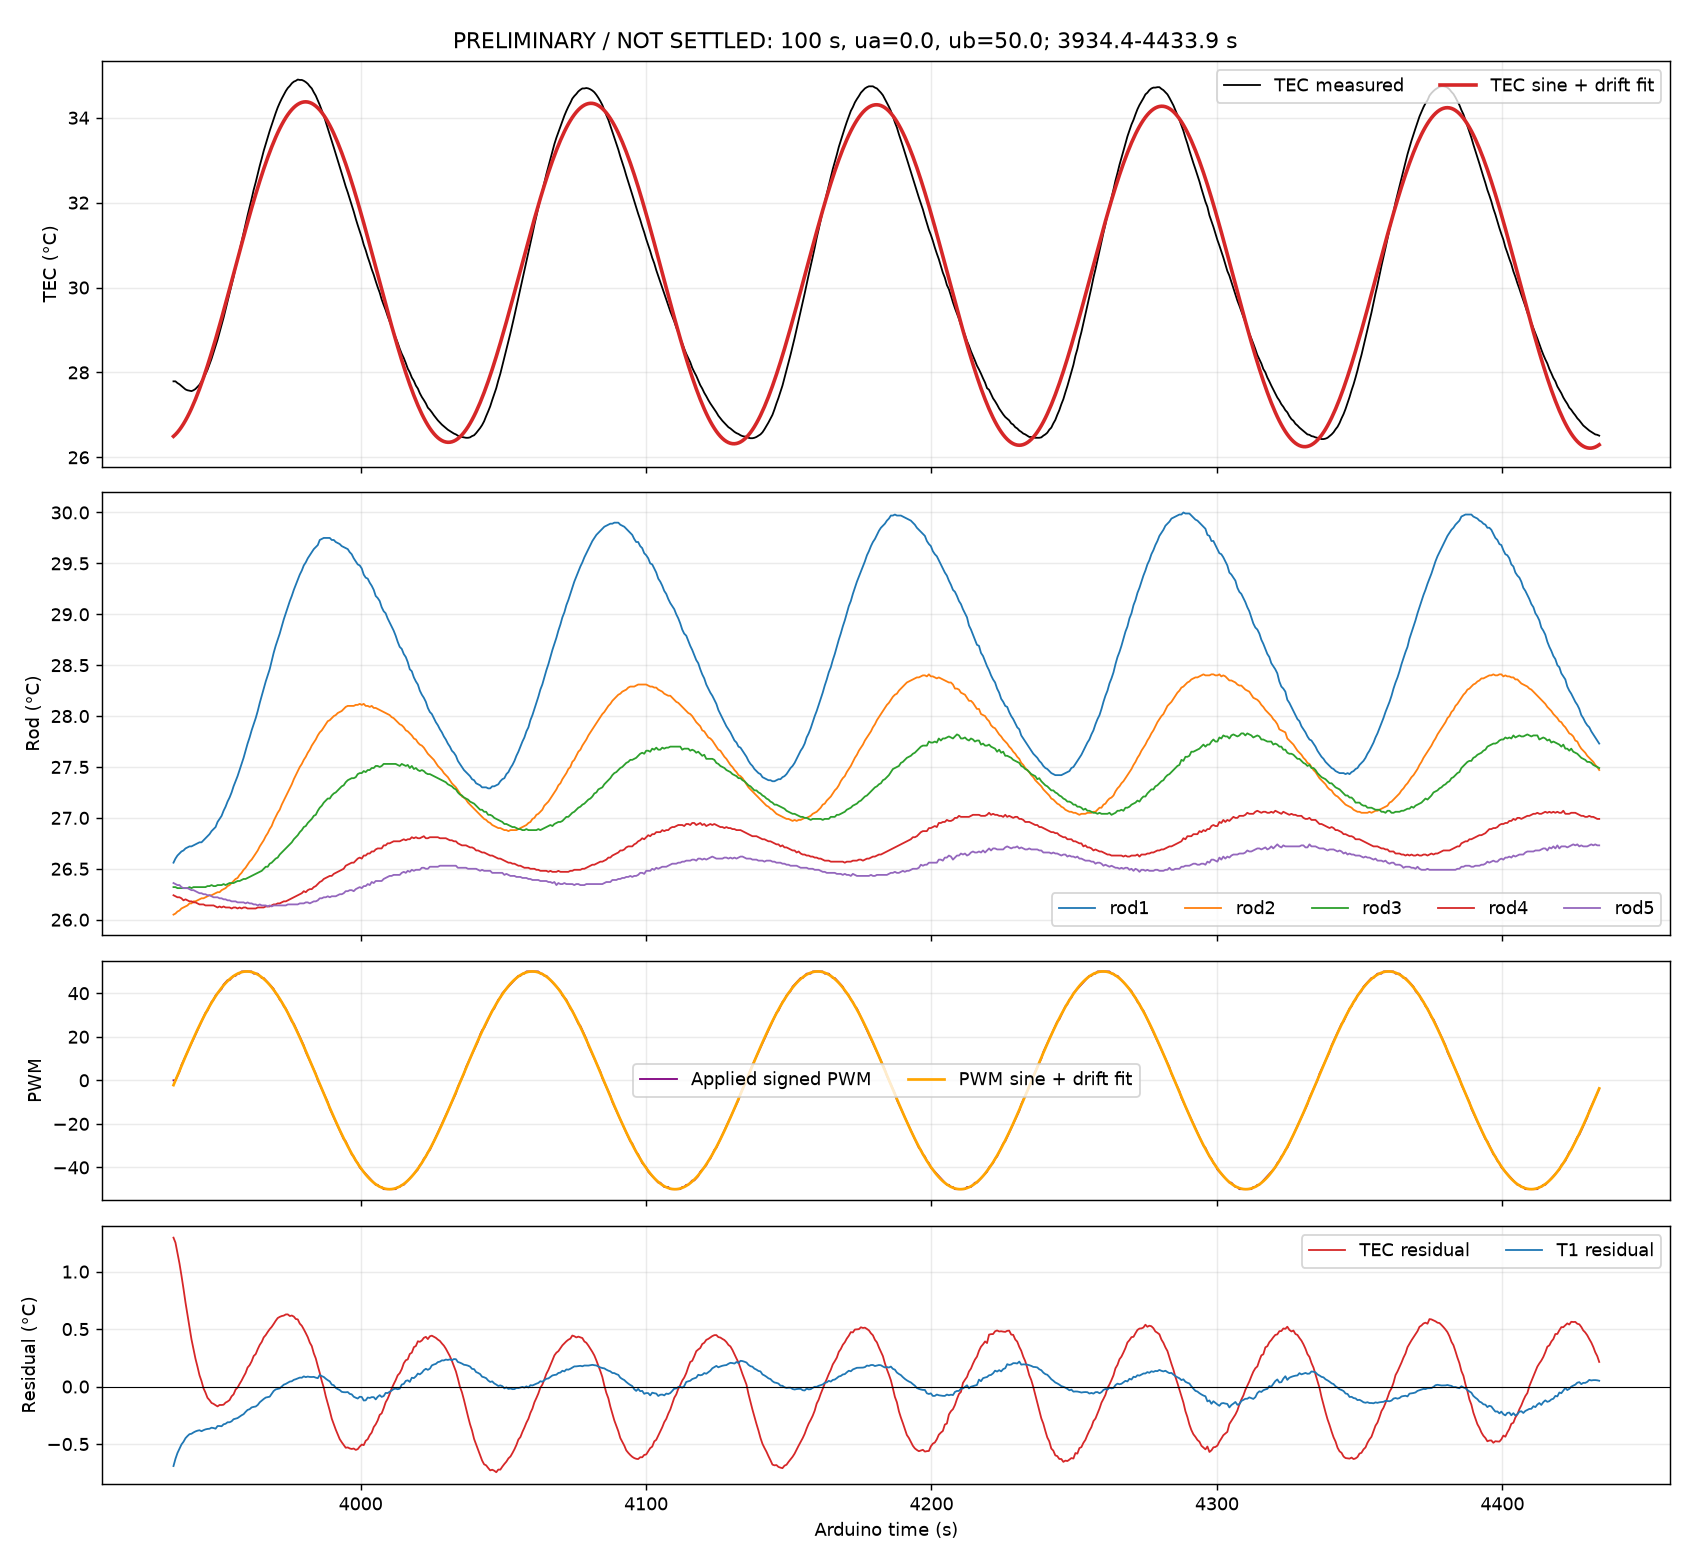 PRELIMINARY / NOT SETTLED: 100 s, ua=0.0, ub=50.0; 3934.4-4433.9 s
TEC measured TEC sine + drift fit
TEC (°C)
34
32
30
28
26
Rod (°C)
30.0
29.5
29.0
28.5
28.0
27.5
27.0
26.5
26.0
rod1 rod2 rod3 rod4 rod5
PWM
40
20
0
−20
−40
Applied signed PWM PWM sine + drift fit
Residual (°C)
1.0
0.5
0.0
−0.5
TEC residual T1 residual
4000 4100 4200 4300 4400
Arduino time (s)